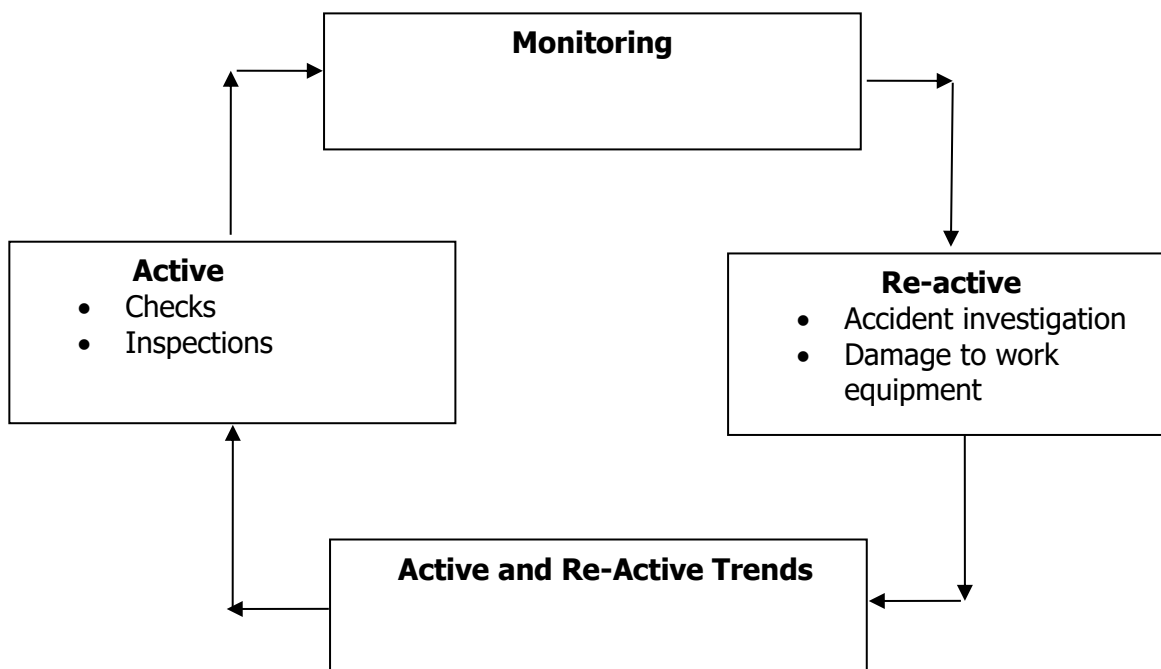 Monitoring
Active
• Checks
• Inspections
Re-active
• Accident investigation
• Damage to work
equipment
Active and Re-Active Trends